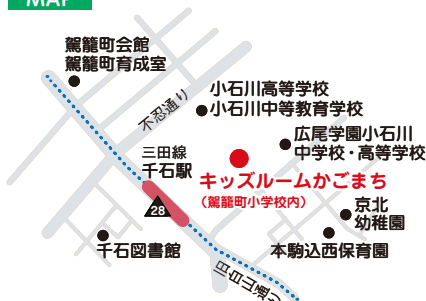 MAP
駕籠町会館
駕籠町育成室
不忍通り
小石川高等学校
小石川中等教育学校
広尾学園小石川
中学校・高等学校
三田線
千石駅
キッズルームかごまち
（駕籠町小学校内）
28
京北
幼稚園
千石図書館
本駒込西保育園
旧白山通り